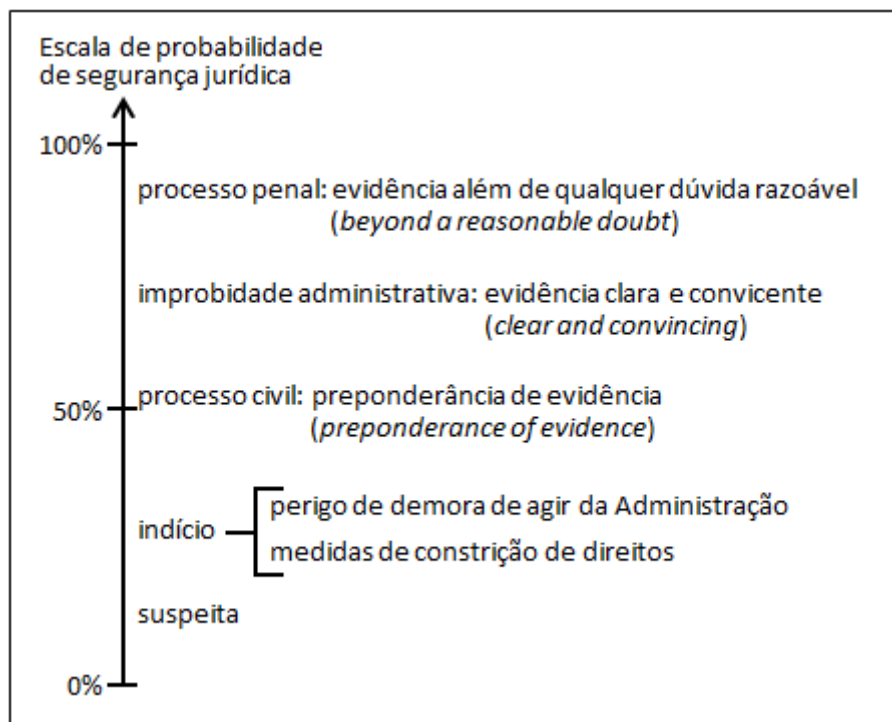 Escala de probabilidade
de segurança jurídica
100%
processo penal: evidência além de qualquer dúvida razoável
(beyond a reasonable doubt)
improbidade administrativa: evidência clara e convicente
(clear and convincing)
50%
processo civil: preponderância de evidência
(preponderance of evidence)
indício
perigo de demora de agir da Administração
medidas de constrição de direitos
suspeita
0%